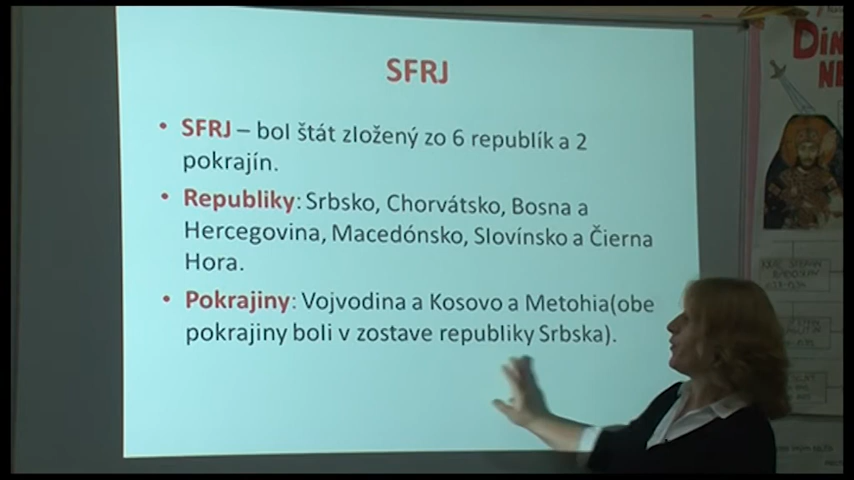 SFRJ
• SFRJ – bol štát zložený zo 6 republík a 2
pokrajín.
• Republiky: Srbsko, Chorvátsko, Bosna a
Hercegovina, Macedónsko, Slovínsko a Čierna
Hora.
• Pokrajiny: Vojvodina a Kosovo a Metohia(obe
pokrajiny boli v zostave republiky Srbska).